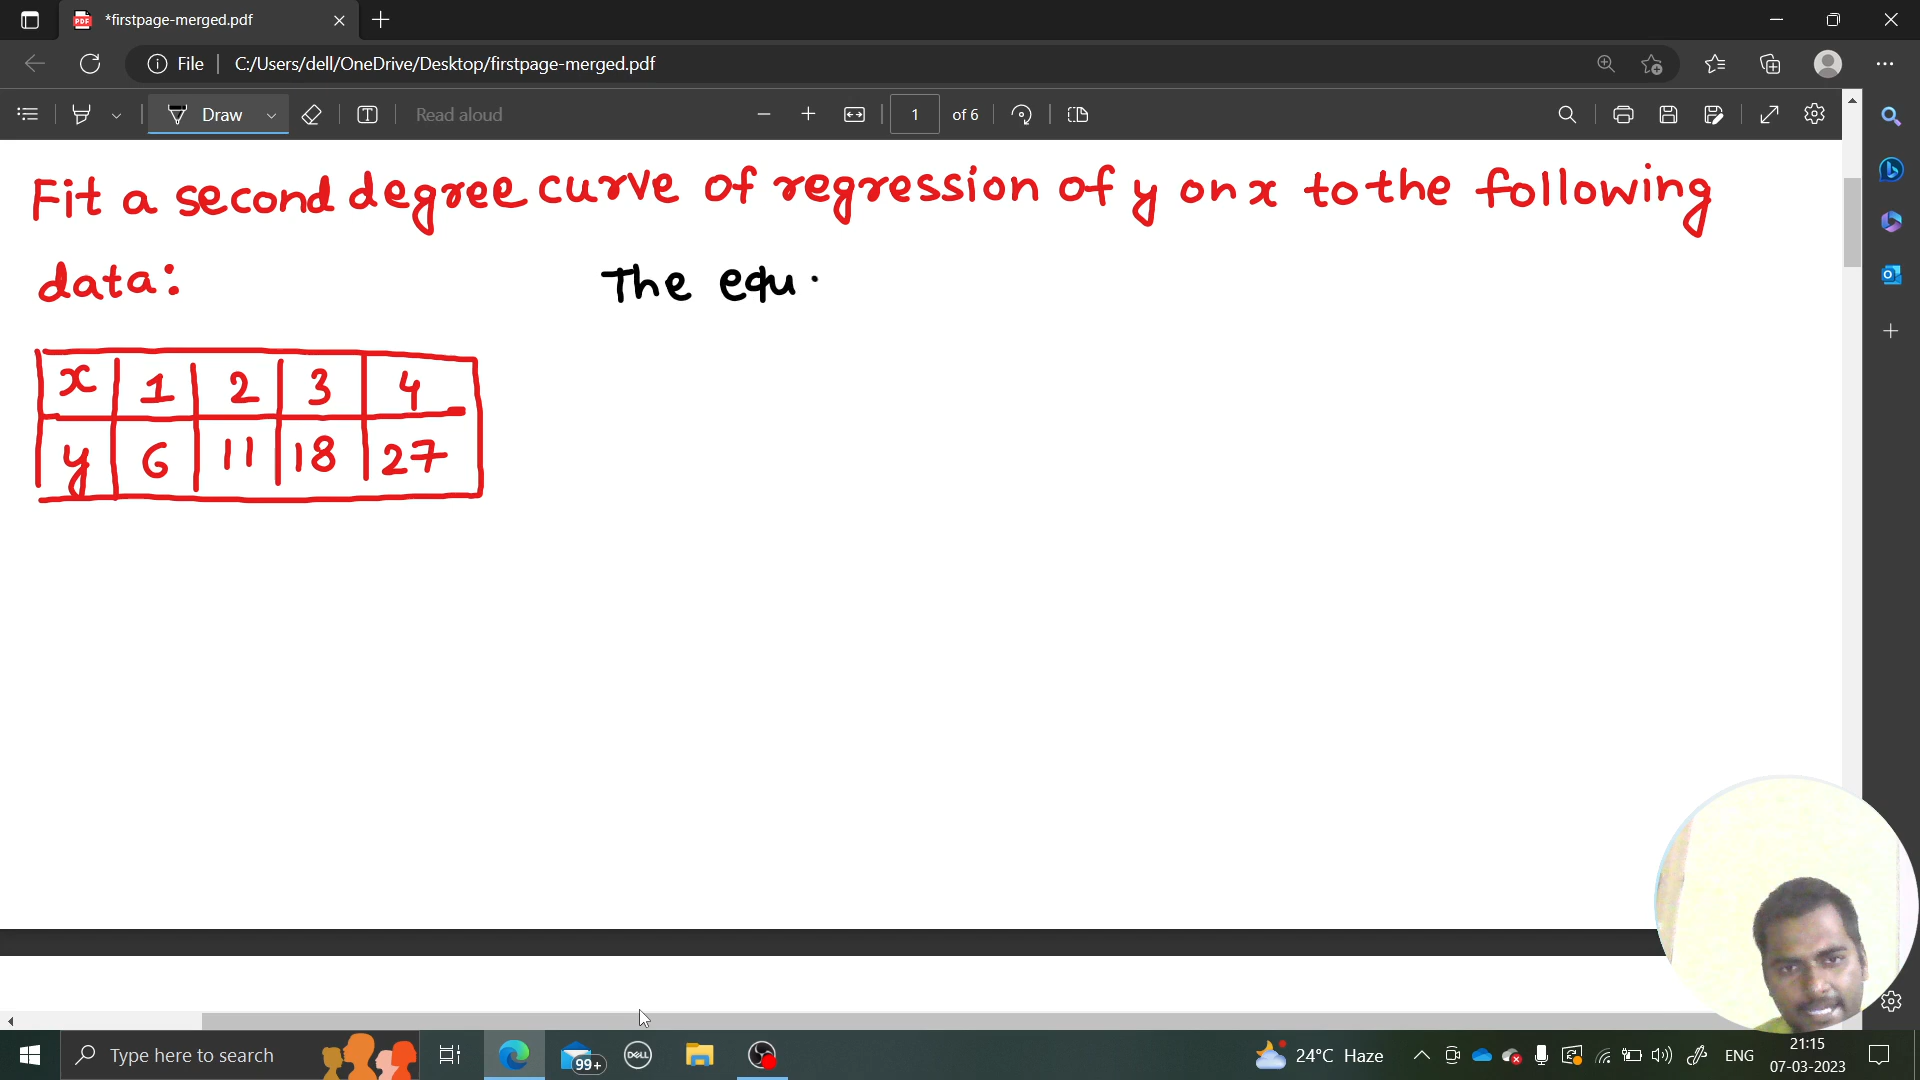 *firstpage-merged.pdf
File
C:/Users/dell/OneDrive/Desktop/firstpage-merged.pdf
Draw
Read aloud
1 of 6
Fit a second degree curve of regression of y on x to the following
data:
The equ
x 1 2 3 4
y 6 11 18 27
Type here to search
99+
DELL
24°C Haze
ENG
21:15
07-03-2023